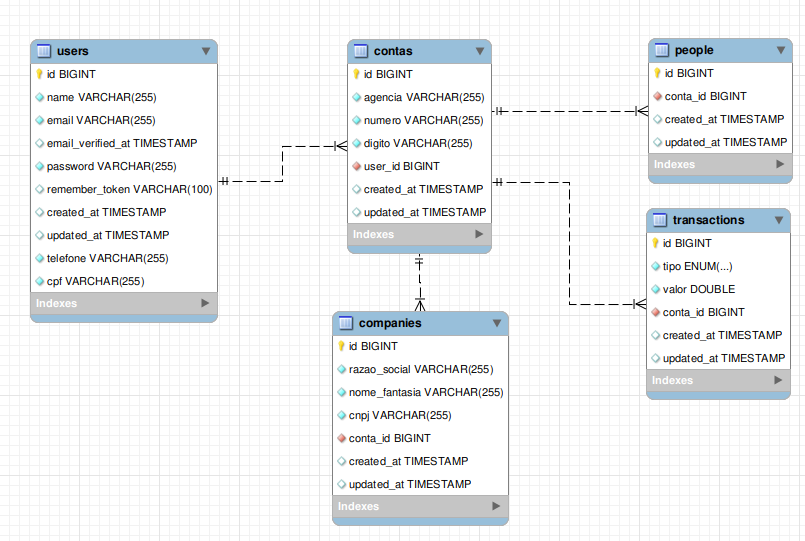 users
id BIGINT
name VARCHAR(255)
email VARCHAR(255)
email_verified_at TIMESTAMP
password VARCHAR(255)
remember_token VARCHAR(100)
created_at TIMESTAMP
updated_at TIMESTAMP
telefone VARCHAR(255)
cpf VARCHAR(255)
Indexes
contas
id BIGINT
agencia VARCHAR(255)
numero VARCHAR(255)
digito VARCHAR(255)
user_id BIGINT
created_at TIMESTAMP
updated_at TIMESTAMP
Indexes
people
id BIGINT
conta_id BIGINT
created_at TIMESTAMP
updated_at TIMESTAMP
Indexes
transactions
id BIGINT
tipo ENUM(...)
valor DOUBLE
conta_id BIGINT
created_at TIMESTAMP
updated_at TIMESTAMP
Indexes
companies
id BIGINT
razao_social VARCHAR(255)
nome_fantasia VARCHAR(255)
cnpj VARCHAR(255)
conta_id BIGINT
created_at TIMESTAMP
updated_at TIMESTAMP
Indexes